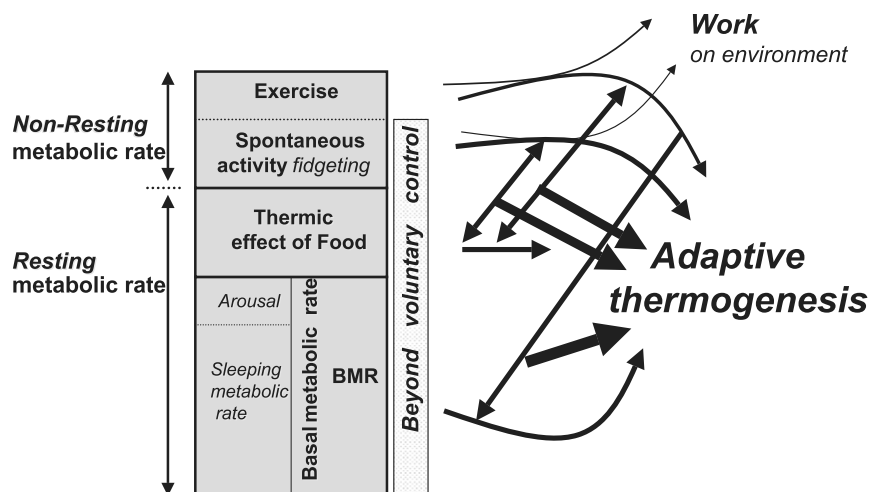 Non-Resting
metabolic rate
Resting
metabolic rate
Exercise
Spontaneous
activity fidgeting
Thermic
effect of Food
Arousal
Sleeping
metabolic
rate
Basal metabolic rate
BMR
Beyond voluntary control
Work
on environment
Adaptive
thermogenesis